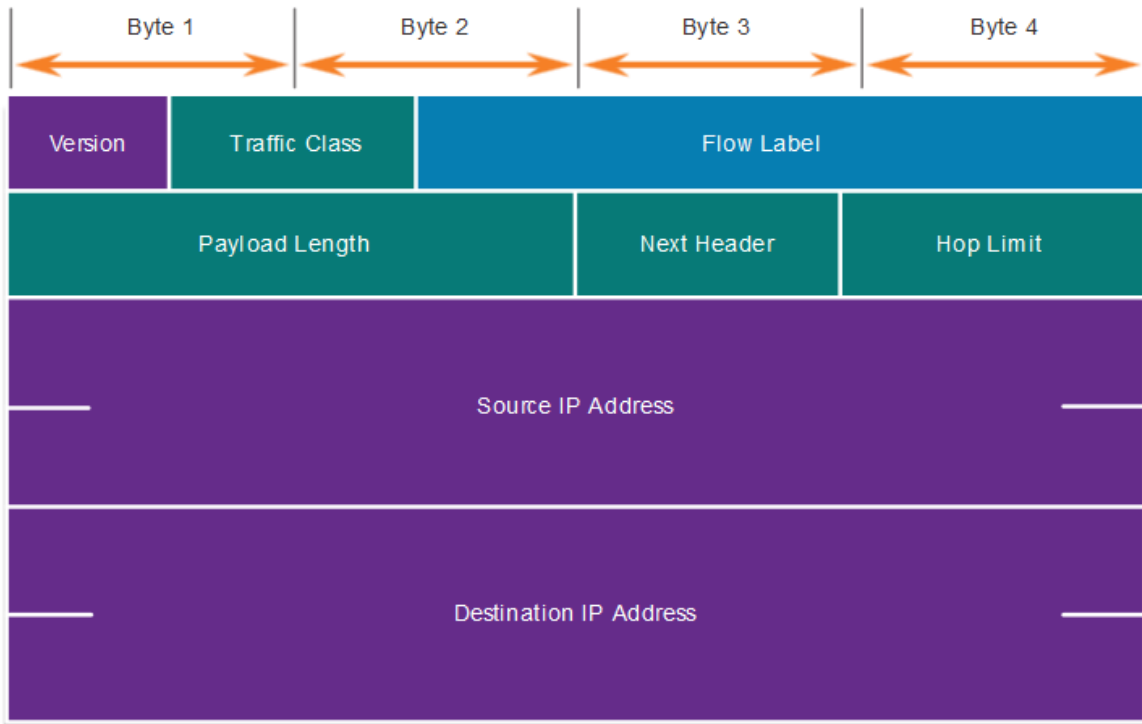 Byte 1 Byte 2 Byte 3 Byte 4
Version Traffic Class Flow Label
Payload Length Next Header Hop Limit
Source IP Address
Destination IP Address